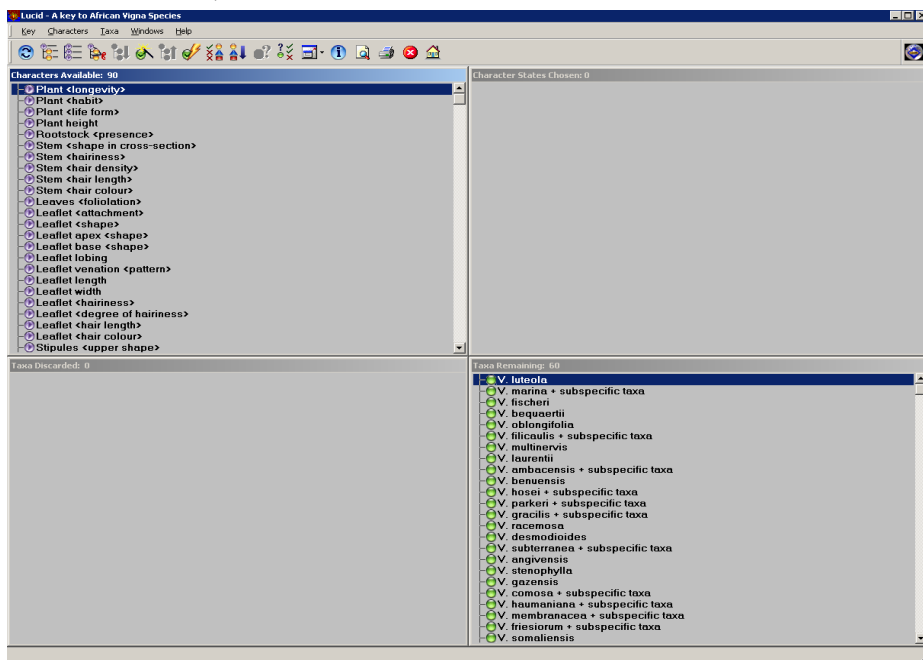 Lucid - A key to African Vigna Species
Key Characters Taxa Windows Help
Characters Available: 90
Plant <longevity>
Plant <habit>
Plant <life form>
Plant height
Rootstock <presence>
Stem <shape in cross-section>
Stem <hairiness>
Stem <hair density>
Stem <hair length>
Stem <hair colour>
Leaves <foliolation>
Leaflet <attachment>
Leaflet <shape>
Leaflet apex <shape>
Leaflet base <shape>
Leaflet lobing
Leaflet venation <pattern>
Leaflet length
Leaflet width
Leaflet <hairiness>
Leaflet <degree of hairiness>
Leaflet <hair length>
Leaflet <hair colour>
Stipules <upper shape>
Character States Chosen: 0
Taxa Discarded: 0
Taxa Remaining: 60
V. luteola
V. marina + subspecific taxa
V. fischeri
V. bequaertii
V. oblongifolia
V. filicaulis + subspecific taxa
V. multinervis
V. laurentii
V. ambacensis + subspecific taxa
V. benuensis
V. hosei + subspecific taxa
V. parkeri + subspecific taxa
V. gracilis + subspecific taxa
V. racemosa
V. desmodioides
V. subterranea + subspecific taxa
V. angivensis
V. stenophylla
V. gazensis
V. comosa + subspecific taxa
V. haumaniana + subspecific taxa
V. membranacea + subspecific taxa
V. friesiorum + subspecific taxa
V. somaliensis